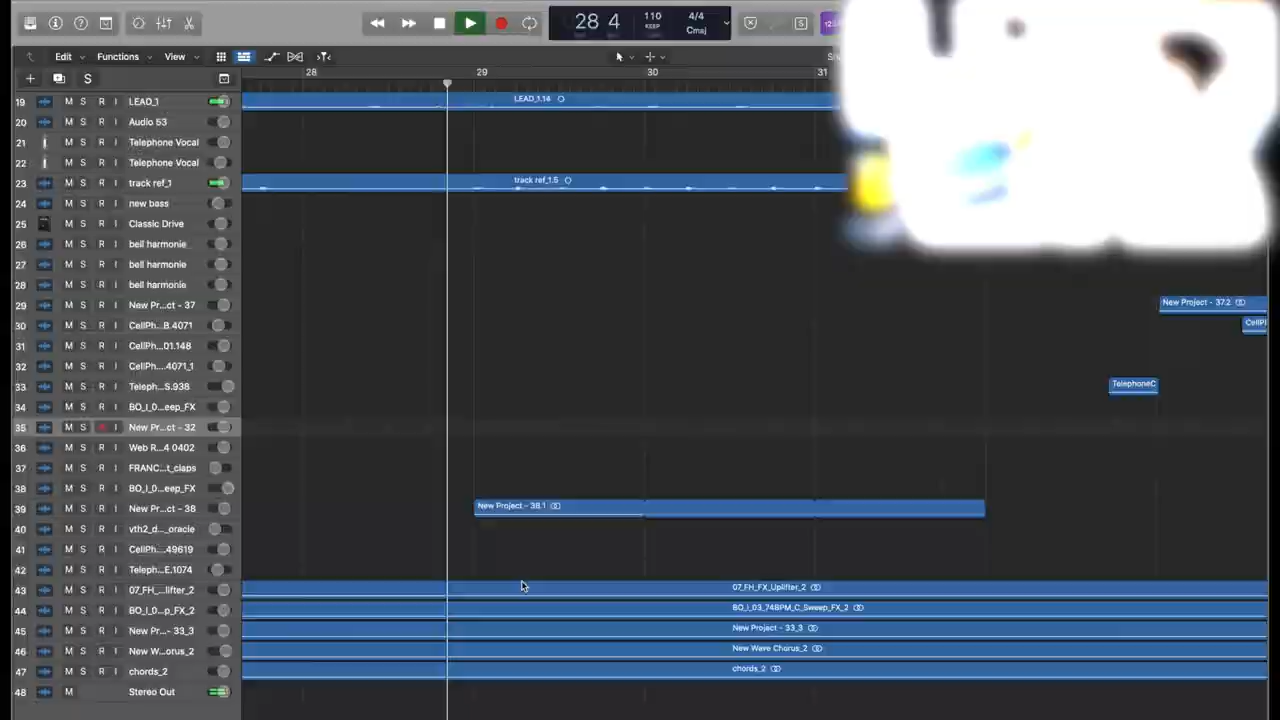 28 4
110
KEEP
4/4
Cmaj
S
Edit
Functions
View
S
28
29
30
31
19 M S R I LEAD_1
LEAD_1.14
20 M S R I Audio 53
21 M S R I Telephone Vocal
22 M S R I Telephone Vocal
23 M S R I track ref_1
track ref_1.5
24 M S R I new bass
25 M S R I Classic Drive
26 M S R I bell harmonie
27 M S R I bell harmonie
28 M S R I bell harmonie
29 M S R I New Pr...ct - 37
New Project - 37.2
30 M S R I CellPh...B.4071
CellPl
31 M S R I CellPh...01.148
32 M S R I CellPh....4071_1
33 M S R I Teleph...S.938
TelephoneC
34 M S R I BO_I_0...eep_FX
35 M S R I New Pr...ct - 32
36 M S R I Web R...4 0402
37 M S R I FRANC...t_claps
38 M S R I BO_I_0...eep_FX
39 M S R I New Pr...ct - 38
New Project - 38.1
40 M S R I vth2_d..._oracle
41 M S R I CellPh....49619
42 M S R I Teleph...E.1074
43 M S R I 07_FH_...lifter_2
07_FH_FX_Uplifter_2
44 M S R I BO_I_0...p_FX_2
BO_I_03_74BPM_C_Sweep_FX_2
45 M S R I New Pr...- 33_3
New Project - 33_3
46 M S R I New W...orus_2
New Wave Chorus_2
47 M S R I chords_2
chords_2
48 M Stereo Out